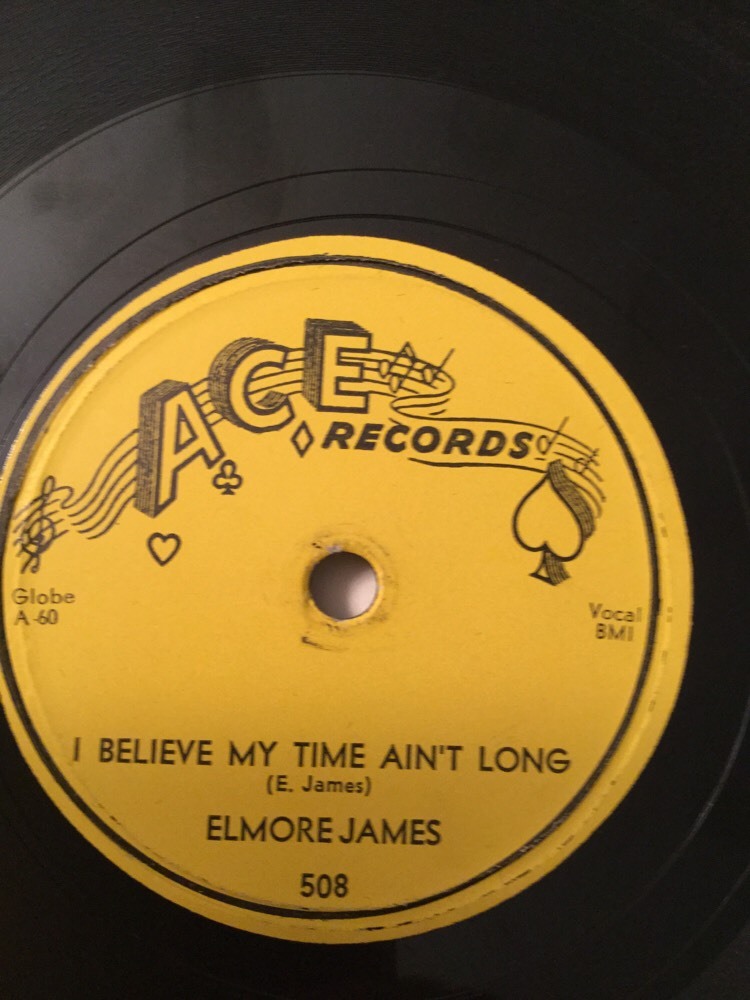 ACE
RECORDS
Globe
A-60
Vocal
BMI
I BELIEVE MY TIME AIN'T LONG
(E. James)
ELMORE JAMES
508